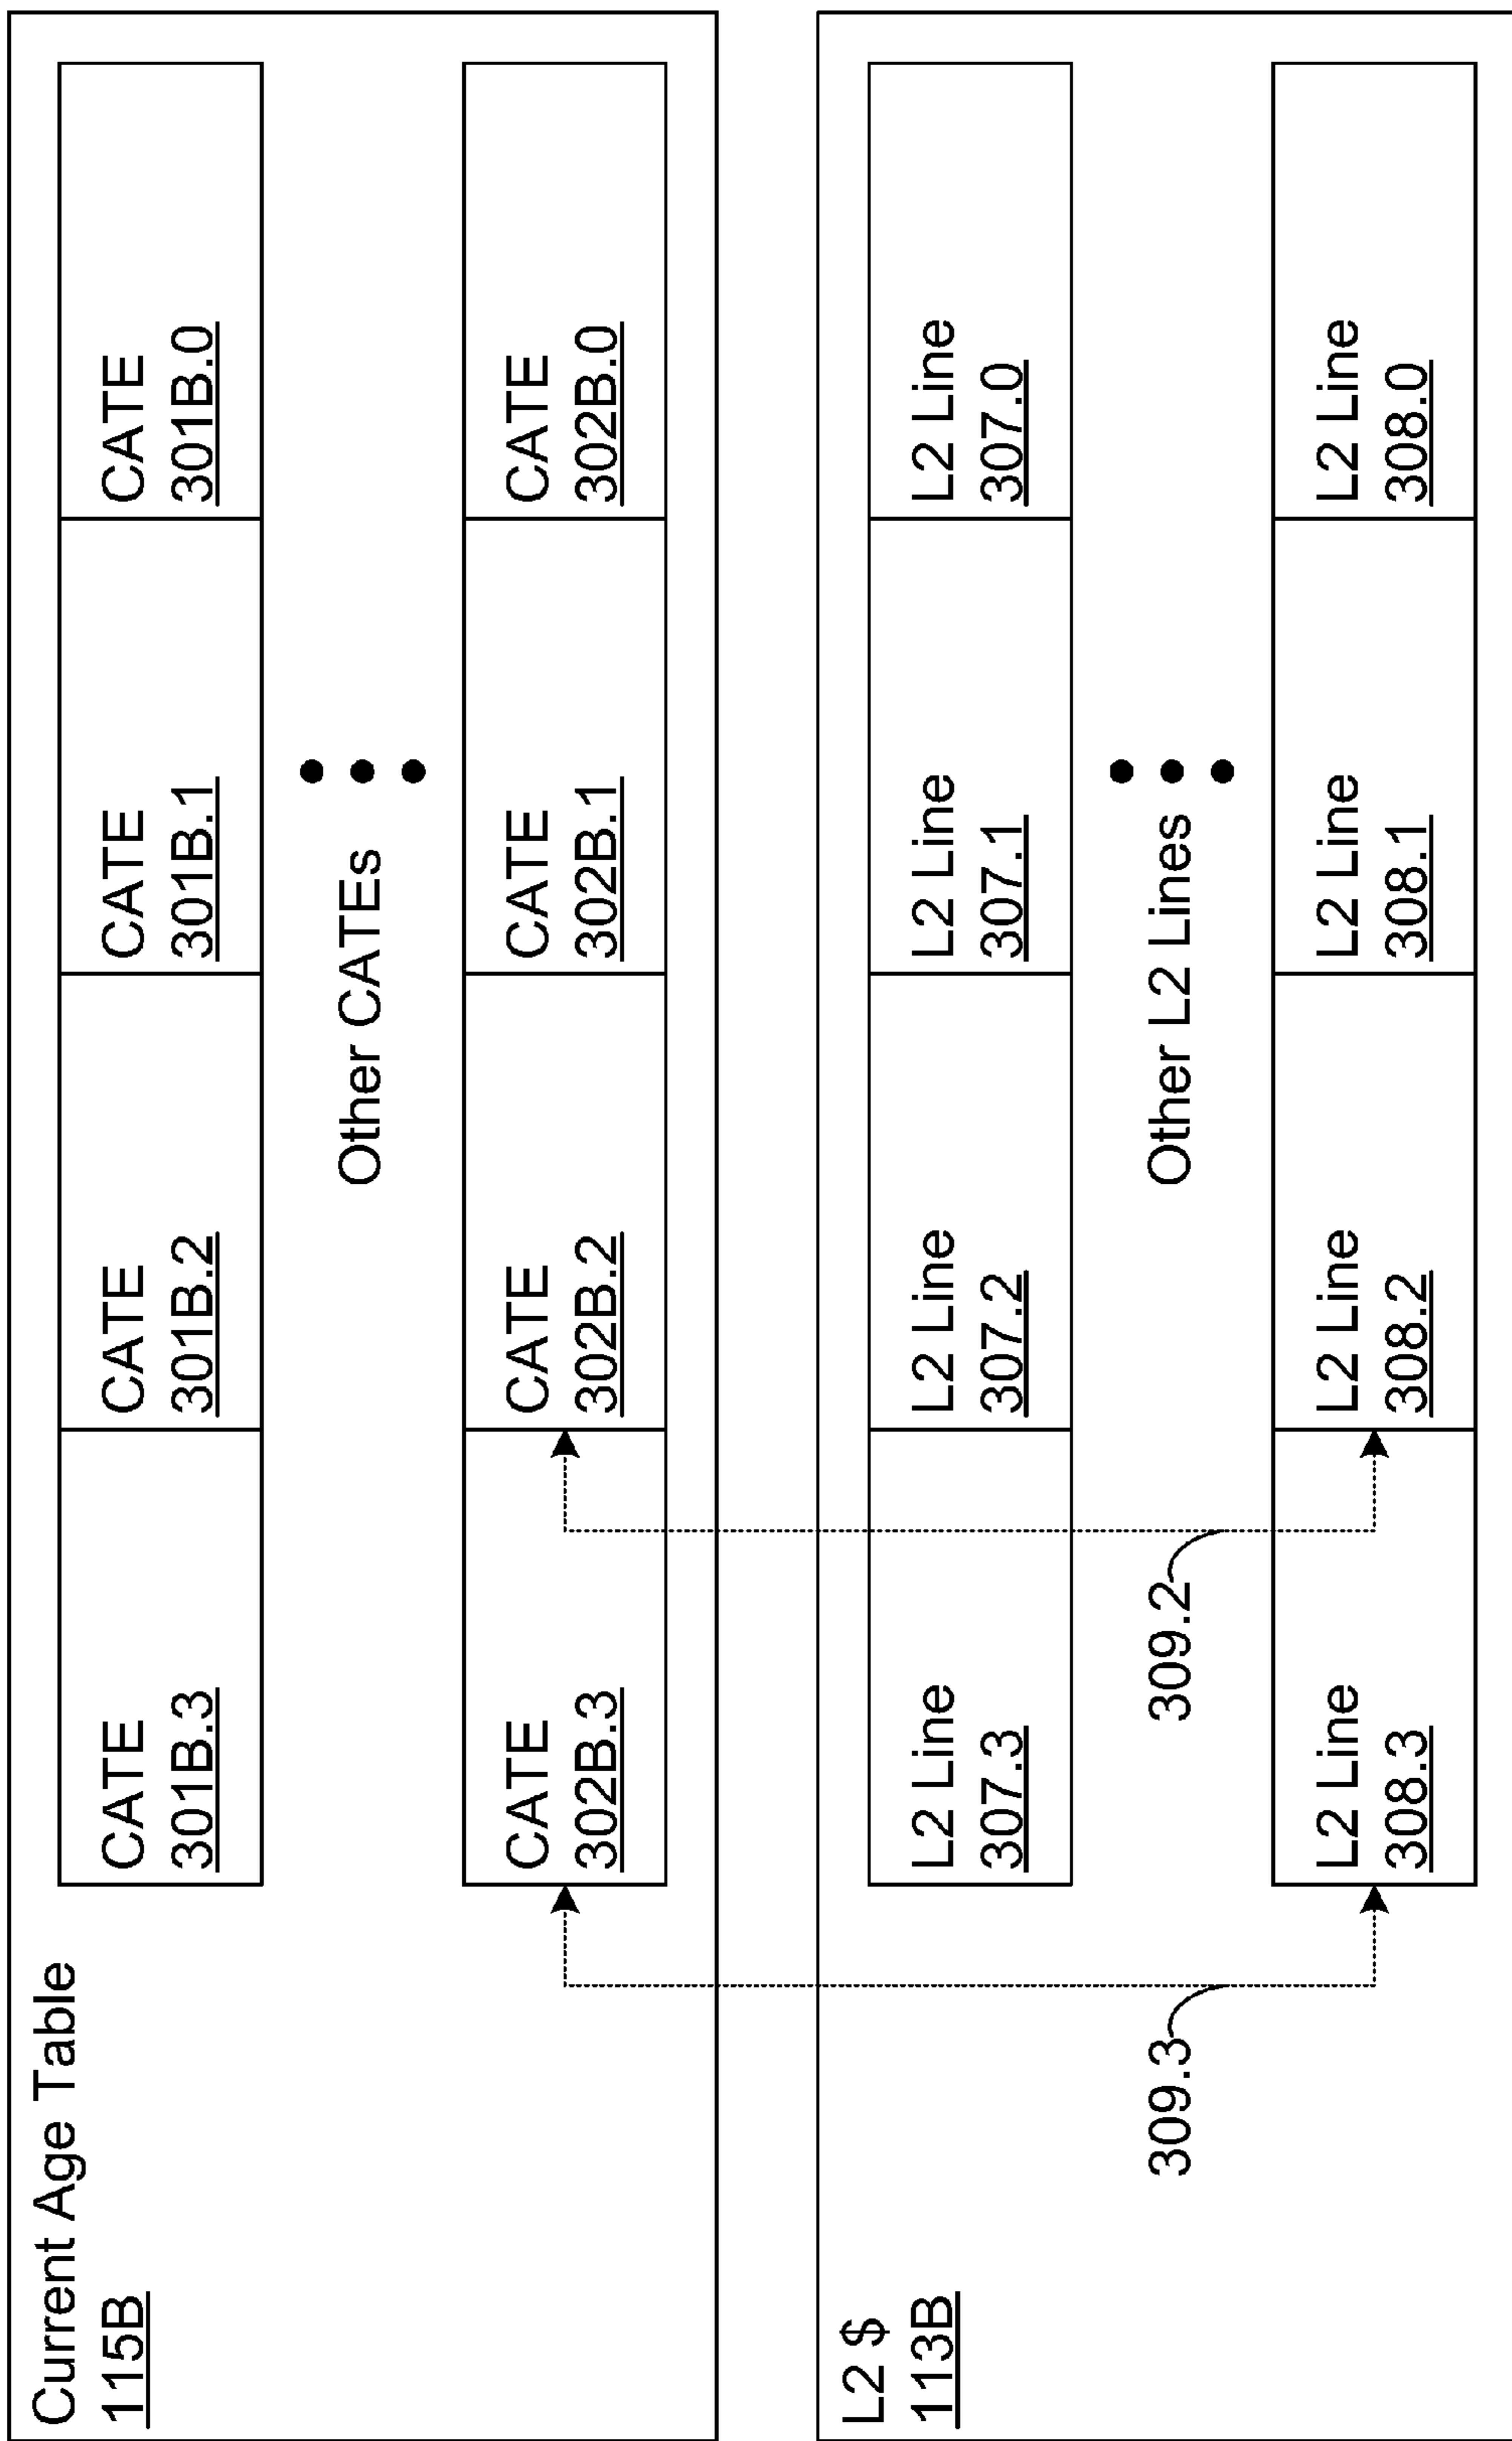 Current Age Table
115B
CATE
301B.3
CATE
301B.2
CATE
301B.1
CATE
301B.0
Other CATEs
CATE
302B.3
CATE
302B.2
CATE
302B.1
CATE
302B.0
L2 $
113B
L2 Line
307.3
L2 Line
307.2
L2 Line
307.1
L2 Line
307.0
309.3
309.2
Other L2 Lines
L2 Line
308.3
L2 Line
308.2
L2 Line
308.1
L2 Line
308.0